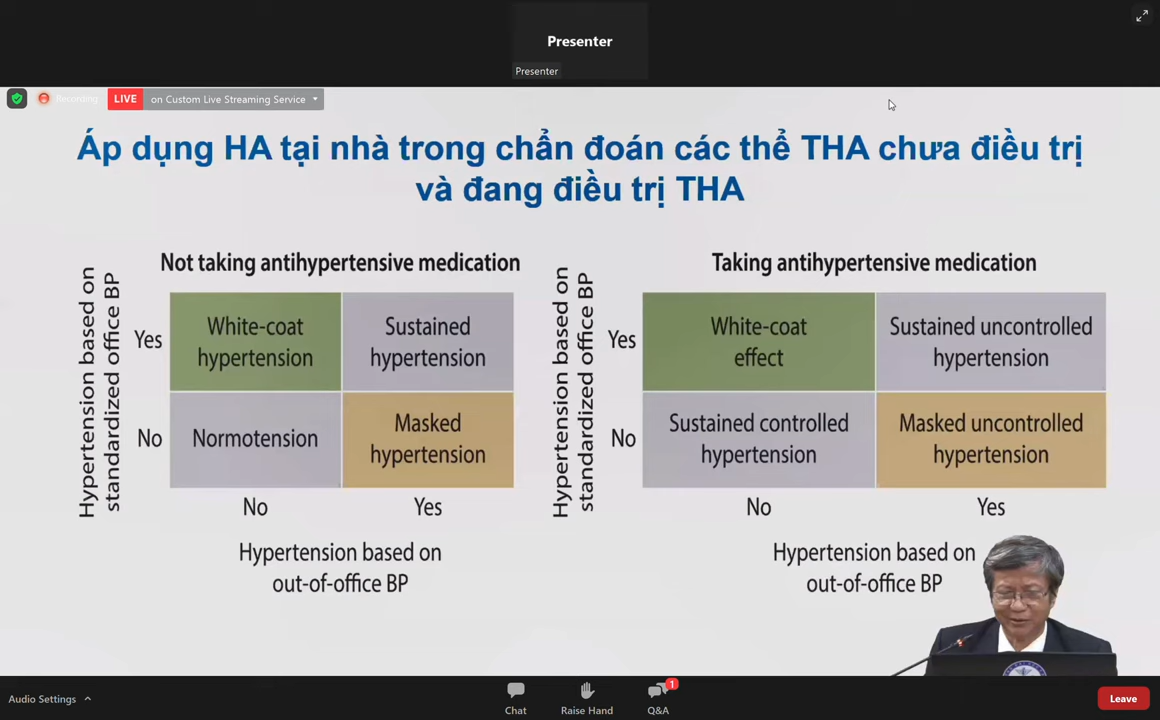 Presenter
Presenter
Recording
LIVE
on Custom Live Streaming Service
Áp dụng HA tại nhà trong chẩn đoán các thể THA chưa điều trị
và đang điều trị THA
Not taking antihypertensive medication
Hypertension based on
standardized office BP
Yes
White-coat
hypertension
Sustained
hypertension
No
Normotension
Masked
hypertension
No
Yes
Hypertension based on
out-of-office BP
Taking antihypertensive medication
Hypertension based on
standardized office BP
Yes
White-coat
effect
Sustained uncontrolled
hypertension
No
Sustained controlled
hypertension
Masked uncontrolled
hypertension
No
Yes
Hypertension based on
out-of-office BP
Audio Settings
Chat
Raise Hand
1
Q&A
Leave